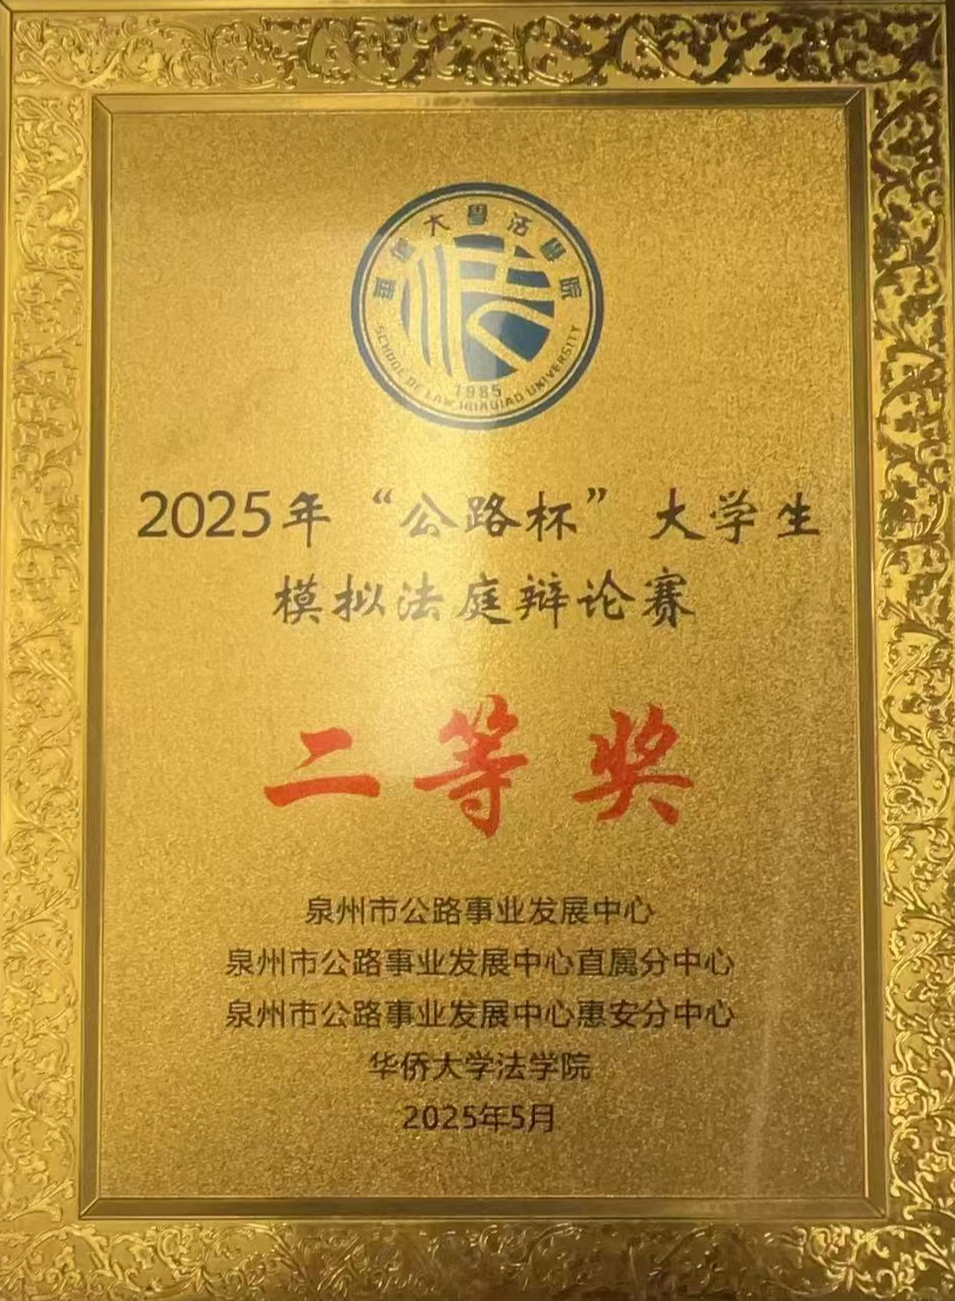 華僑大學法學院
1985
SCHOOL OF LAW HUAQIAO UNIVERSITY
2025年“公路杯”大学生
模拟法庭辩论赛
二等奖
泉州市公路事业发展中心
泉州市公路事业发展中心直属分中心
泉州市公路事业发展中心惠安分中心
华侨大学法学院
2025年5月